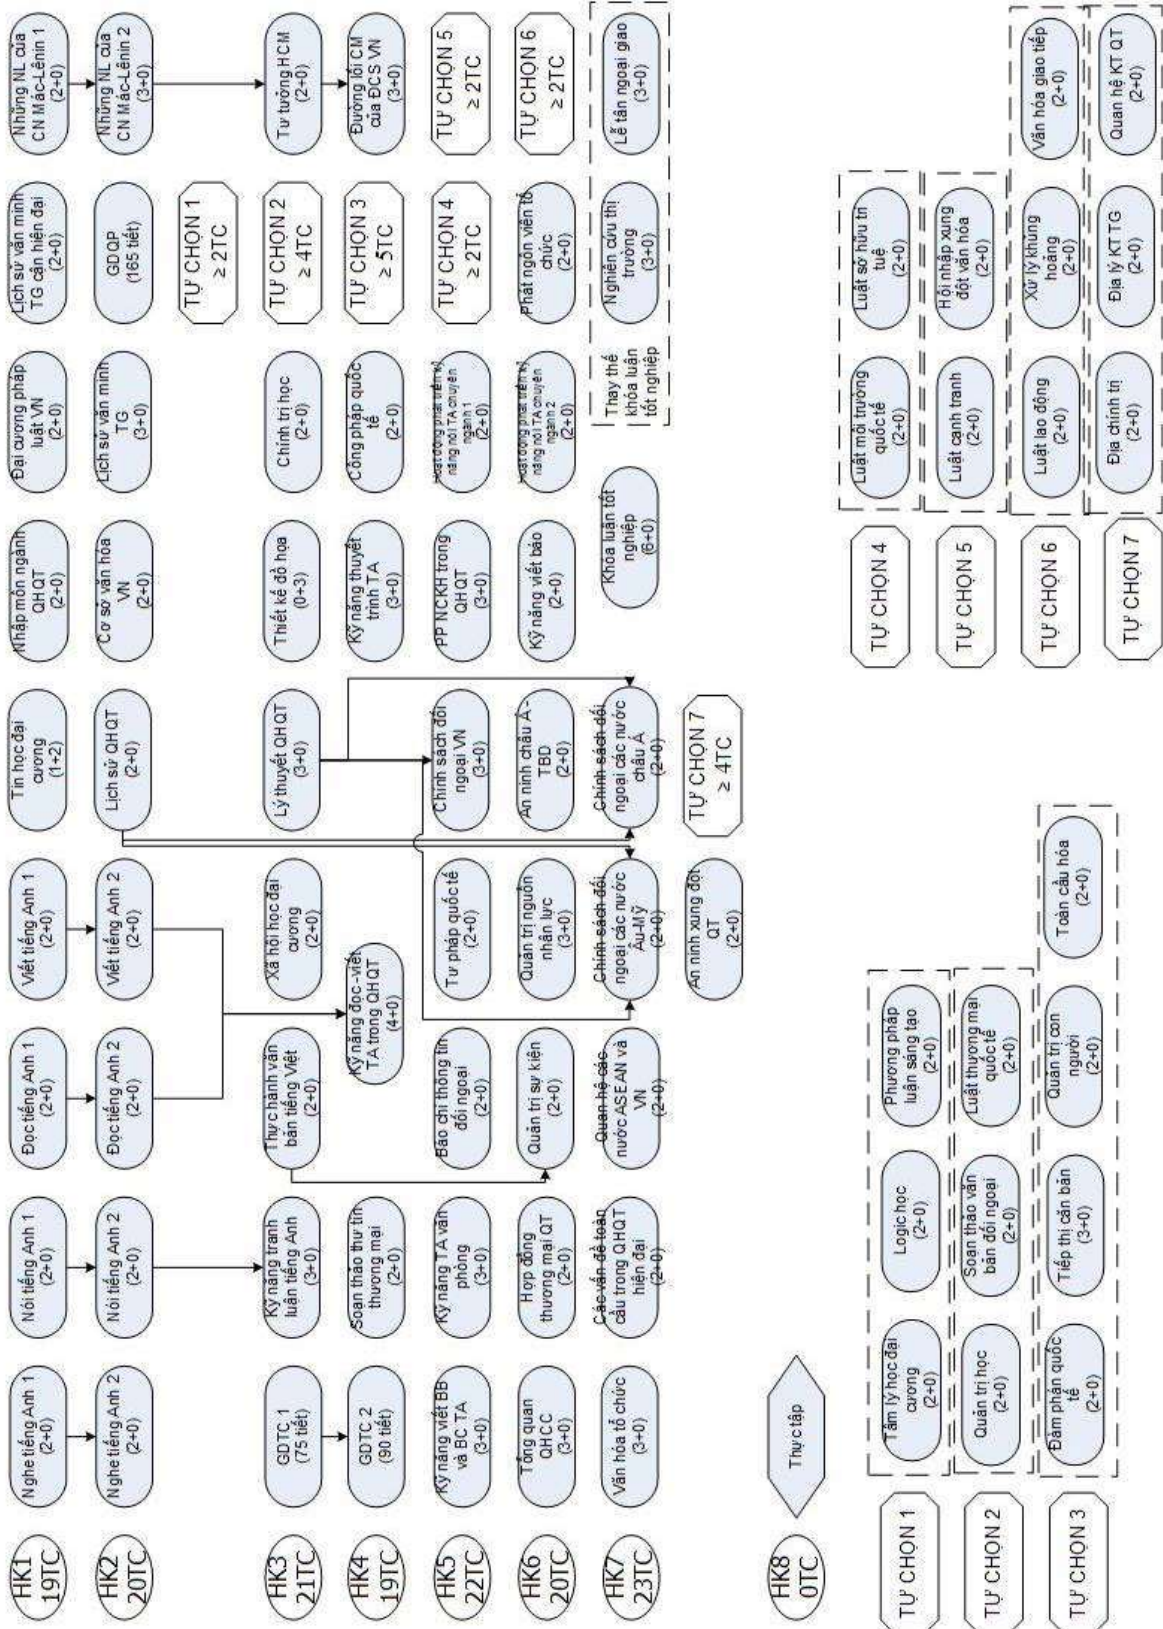 HK1
19TC
Nghe tiếng Anh 1
(2+0)
Nói tiếng Anh 1
(2+0)
Đọc tiếng Anh 1
(2+0)
Viết tiếng Anh 1
(2+0)
Tin học đại
cương
(1+2)
Nhập môn ngành
QHQT
(2+0)
Đại cương pháp
luật VN
(2+0)
Lịch sử văn minh
TG cận hiện đại
(2+0)
Những NL của
CN Mác-Lênin 1
(2+0)
HK2
20TC
Nghe tiếng Anh 2
(2+0)
Nói tiếng Anh 2
(2+0)
Đọc tiếng Anh 2
(2+0)
Viết tiếng Anh 2
(2+0)
Lịch sử QHQT
(2+0)
Cơ sở văn hóa
VN
(2+0)
Lịch sử văn minh
TG
(3+0)
GDQP
(165 tiết)
Những NL của
CN Mác-Lênin 2
(3+0)
TỰ CHỌN 1
≥ 2TC
HK3
21TC
GDTC 1
(75 tiết)
Kỹ năng tranh
luận tiếng Anh
(3+0)
Thực hành văn
bản tiếng Việt
(2+0)
Xã hội học đại
cương
(2+0)
Lý thuyết QHQT
(3+0)
Thiết kế đồ họa
(0+3)
Chính trị học
(2+0)
TỰ CHỌN 2
≥ 4TC
Tư tưởng HCM
(2+0)
HK4
19TC
GDTC 2
(90 tiết)
Soạn thảo thư tín
thương mại
(2+0)
Kỹ năng đọc - viết
TA trong QHQT
(4+0)
Kỹ năng thuyết
trình TA
(3+0)
Công pháp quốc
tế
(2+0)
TỰ CHỌN 3
≥ 5TC
Đường lối CM
của ĐCS VN
(3+0)
HK5
22TC
Kỹ năng viết BB
và BC TA
(3+0)
Kỹ năng TA văn
phòng
(3+0)
Báo chí thông tin
đối ngoại
(2+0)
Tư pháp quốc tế
(2+0)
Chính sách đối
ngoại VN
(3+0)
PP NCKH trong
QHQT
(3+0)
Hoạt động phát triển kỹ
năng nói TA chuyên
ngành 1
(2+0)
TỰ CHỌN 4
≥ 2TC
TỰ CHỌN 5
≥ 2TC
HK6
20TC
Tổng quan
QHCC
(3+0)
Hợp đồng
thương mại QT
(2+0)
Quản trị sự kiện
(2+0)
Quản trị nguồn
nhân lực
(3+0)
An ninh châu Á -
TBD
(2+0)
Kỹ năng viết báo
(2+0)
Hoạt động phát triển kỹ
năng nói TA chuyên
ngành 2
(2+0)
Phát ngôn viên tổ
chức
(2+0)
TỰ CHỌN 6
≥ 2TC
HK7
23TC
Văn hóa tổ chức
(3+0)
Các vấn đề toàn
cầu trong QHQT
hiện đại
(2+0)
Quan hệ các
nước ASEAN và
VN
(2+0)
Chính sách đối
ngoại các nước
Âu-Mỹ
(2+0)
Chính sách đối
ngoại các nước
châu Á
(2+0)
Khóa luận tốt
nghiệp
(6+0)
Thay thế
khóa luận
tốt nghiệp
Nghiên cứu thị
trường
(3+0)
Lễ tân ngoại giao
(3+0)
An ninh xung đột
QT
(2+0)
TỰ CHỌN 7
≥ 4TC
HK8
0TC
Thực tập
TỰ CHỌN 1
Tâm lý học đại
cương
(2+0)
Logic học
(2+0)
Phương pháp
luận sáng tạo
(2+0)
TỰ CHỌN 2
Quản trị học
(2+0)
Soạn thảo văn
bản đối ngoại
(2+0)
Luật thương mại
quốc tế
(2+0)
TỰ CHỌN 3
Đàm phán quốc
tế
(2+0)
Tiếp thị căn bản
(3+0)
Quản trị con
người
(2+0)
Toàn cầu hóa
(2+0)
TỰ CHỌN 4
Luật môi trường
quốc tế
(2+0)
Luật sở hữu trí
tuệ
(2+0)
TỰ CHỌN 5
Luật cạnh tranh
(2+0)
Hội nhập xung
đột văn hóa
(2+0)
TỰ CHỌN 6
Luật lao động
(2+0)
Xử lý khủng
hoảng
(2+0)
Văn hóa giao tiếp
(2+0)
TỰ CHỌN 7
Địa chính trị
(2+0)
Địa lý KT TG
(2+0)
Quan hệ KT QT
(2+0)